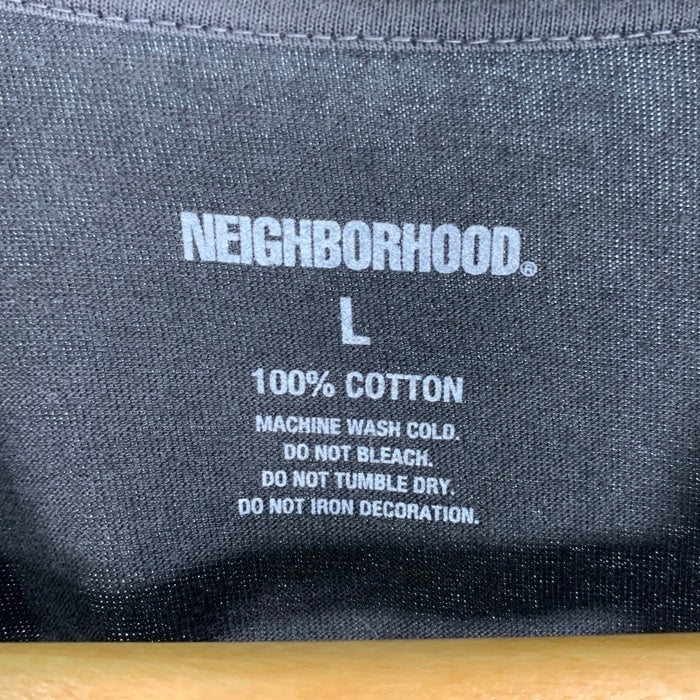 NEIGHBORHOOD®
L
100% COTTON
MACHINE WASH COLD.
DO NOT BLEACH.
DO NOT TUMBLE DRY.
DO NOT IRON DECORATION.